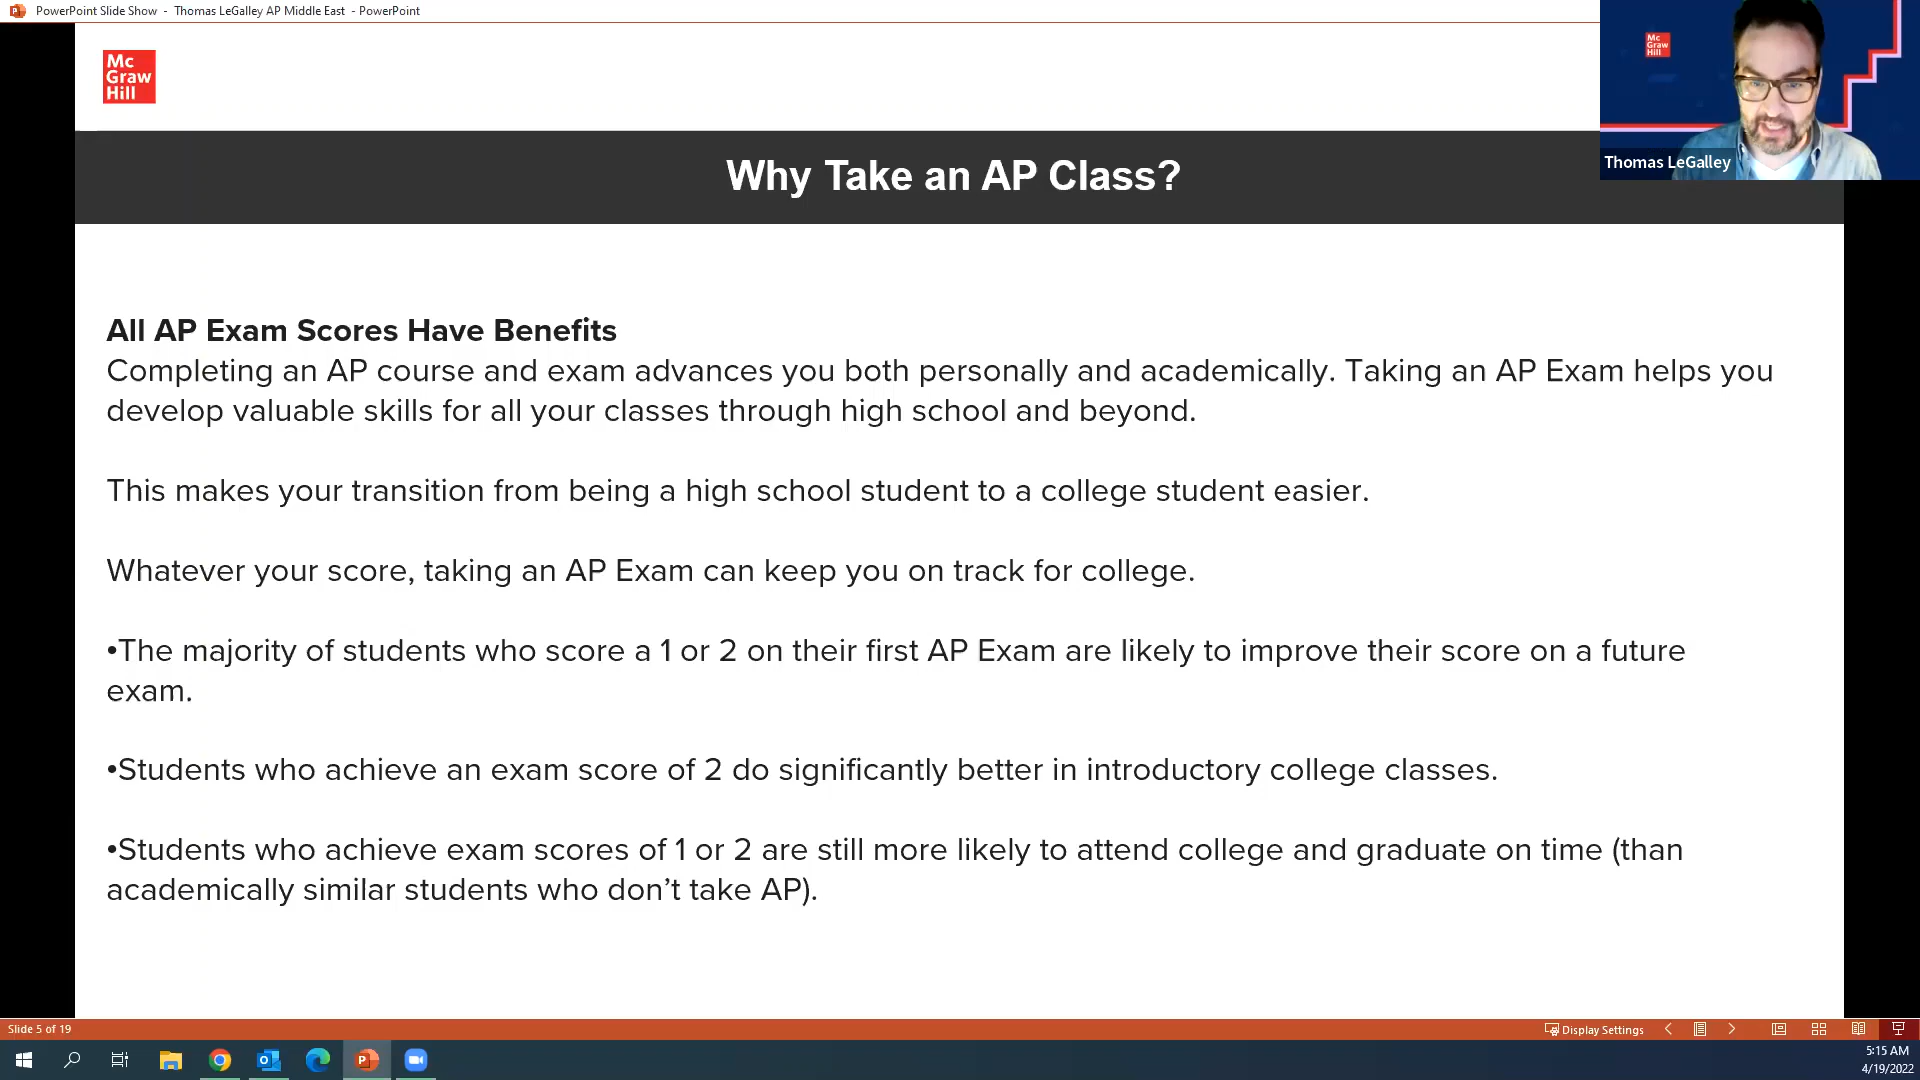 PowerPoint Slide Show - Thomas LeGalley AP Middle East - PowerPoint
Mc
Graw
Hill
Mc
Graw
Hill
Thomas LeGalley
Why Take an AP Class?
All AP Exam Scores Have Benefits
Completing an AP course and exam advances you both personally and academically. Taking an AP Exam helps you
develop valuable skills for all your classes through high school and beyond.
This makes your transition from being a high school student to a college student easier.
Whatever your score, taking an AP Exam can keep you on track for college.
•The majority of students who score a 1 or 2 on their first AP Exam are likely to improve their score on a future
exam.
•Students who achieve an exam score of 2 do significantly better in introductory college classes.
•Students who achieve exam scores of 1 or 2 are still more likely to attend college and graduate on time (than
academically similar students who don’t take AP).
Slide 5 of 19
Display Settings
5:15 AM
4/19/2022